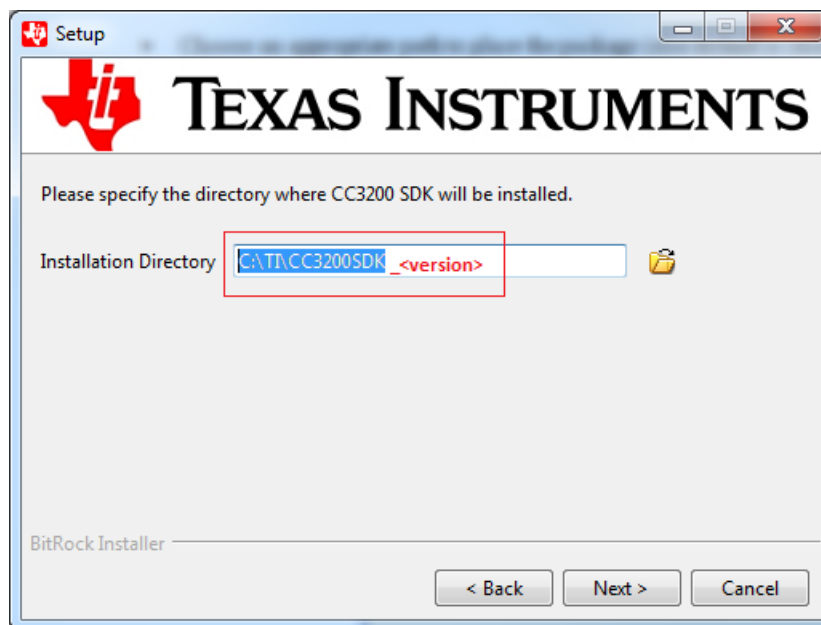 Setup
TEXAS INSTRUMENTS
Please specify the directory where CC3200 SDK will be installed.
Installation Directory C:\TI\CC3200SDK _<version>
BitRock Installer
< Back Next > Cancel